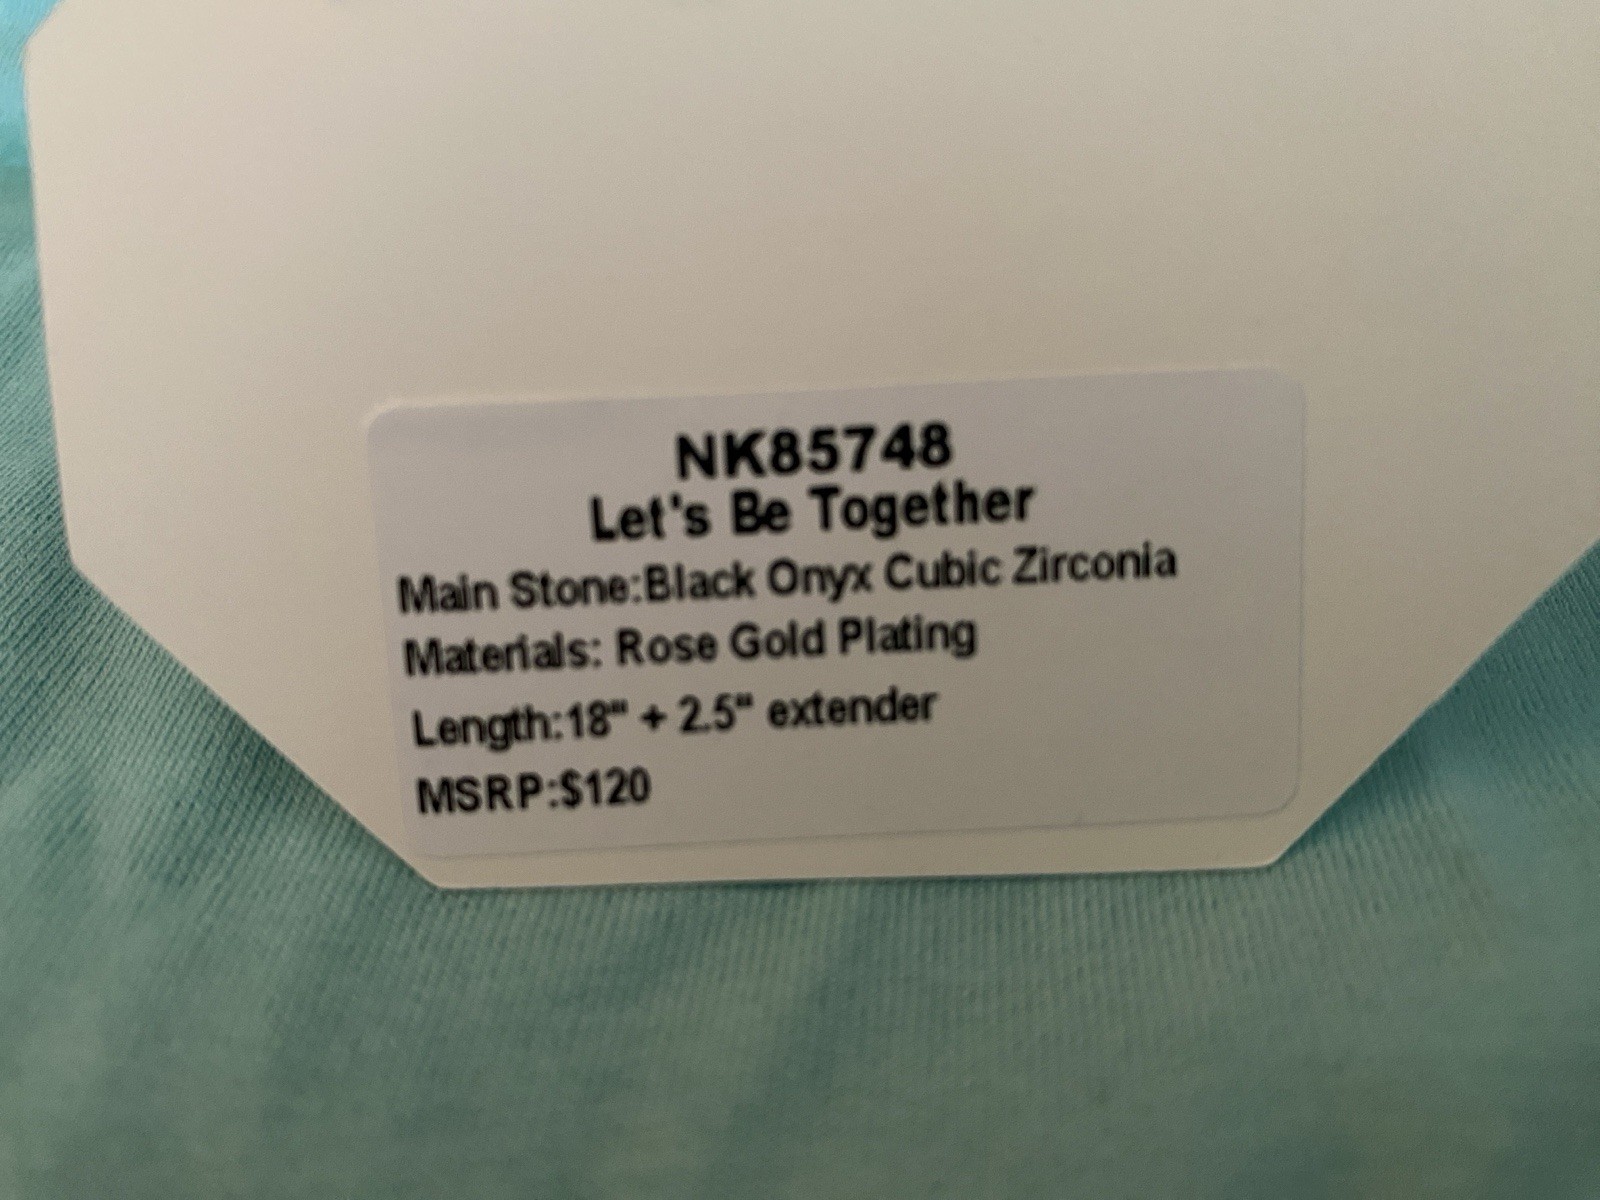 NK85748
Let's Be Together
Main Stone:Black Onyx Cubic Zirconia
Materials: Rose Gold Plating
Length:18" + 2.5" extender
MSRP:$120